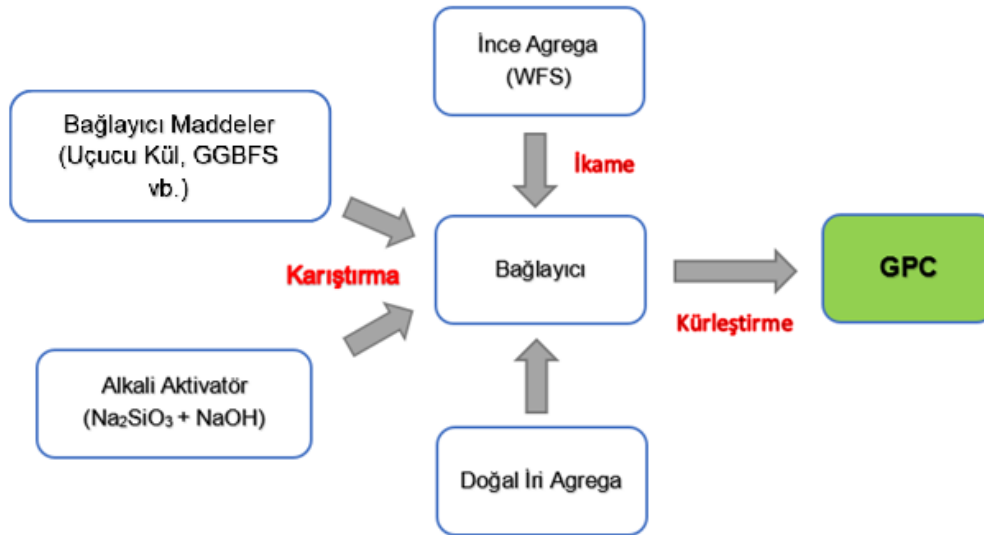 İnce Agrega
(WFS)
Bağlayıcı Maddeler
(Uçucu Kül, GGBFS
vb.)
İkame
Karıştırma
Bağlayıcı
GPC
Kürleştirme
Alkali Aktivatör
(Na₂SiO₃ + NaOH)
Doğal İri Agrega